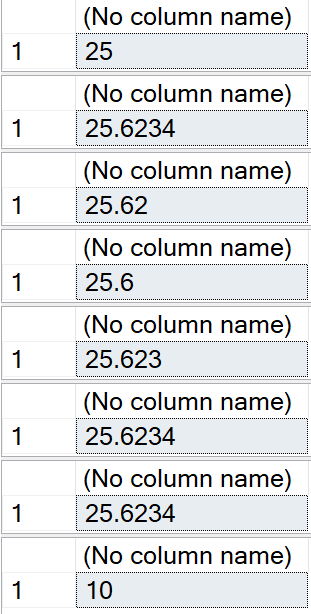 (No column name)
1 25
(No column name)
1 25.6234
(No column name)
1 25.62
(No column name)
1 25.6
(No column name)
1 25.623
(No column name)
1 25.6234
(No column name)
1 25.6234
(No column name)
1 10